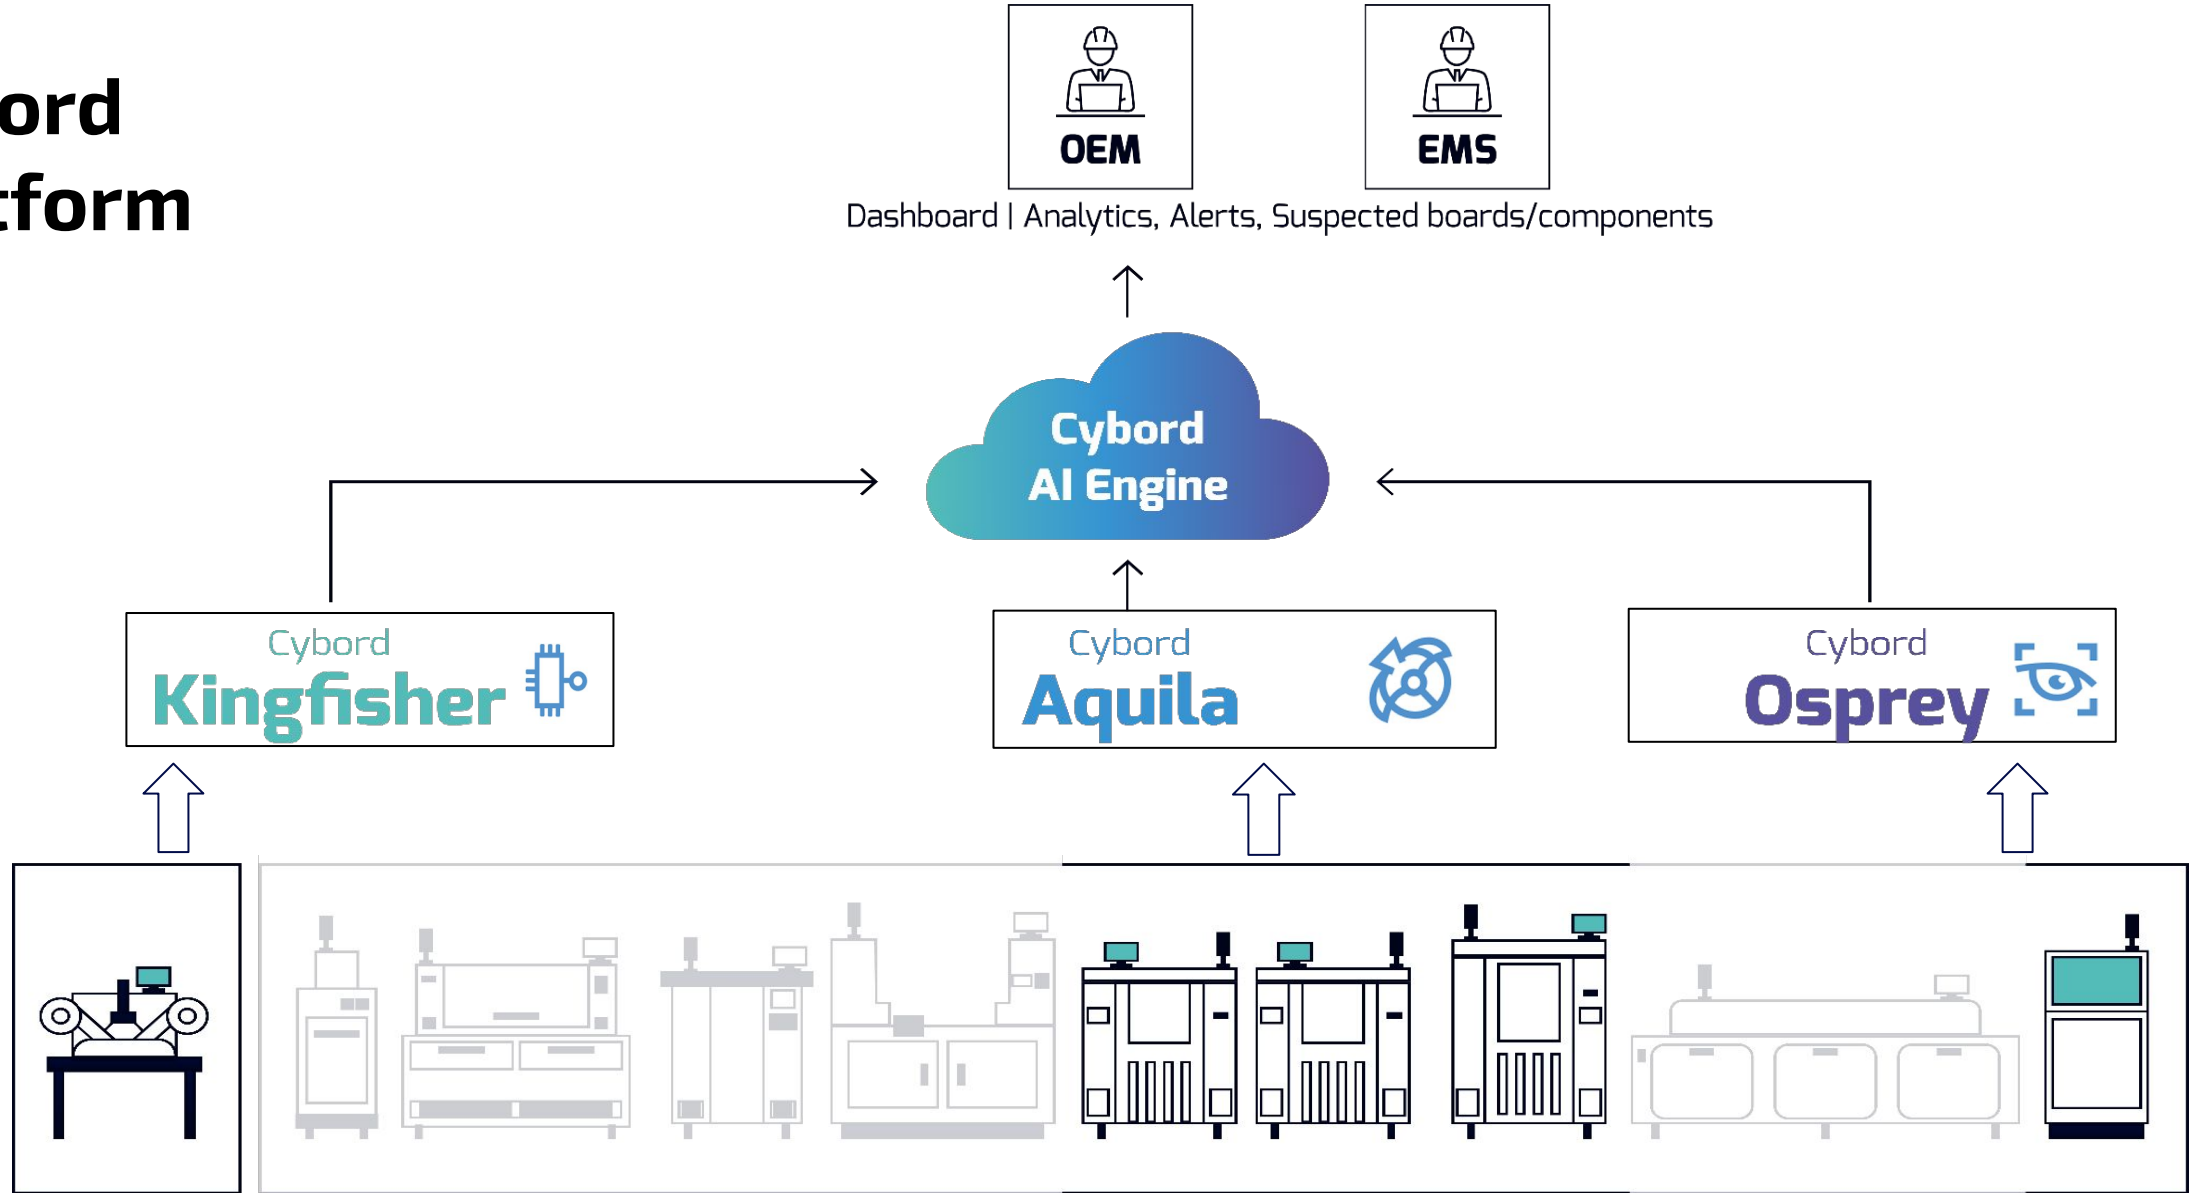 ord
tform
OEM
EMS
Dashboard | Analytics, Alerts, Suspected boards/components
Cybord
AI Engine
Cybord
Kingfisher
Cybord
Aquila
Cybord
Osprey